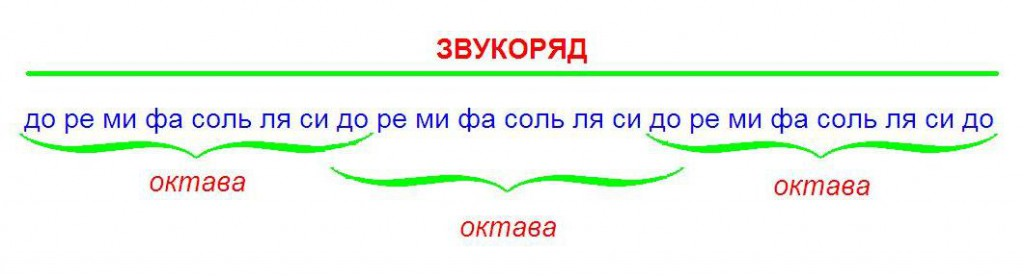 ЗВУКОРЯД
до ре ми фа соль ля си до ре ми фа соль ля си до ре ми фа соль ля си до
октава
октава
октава